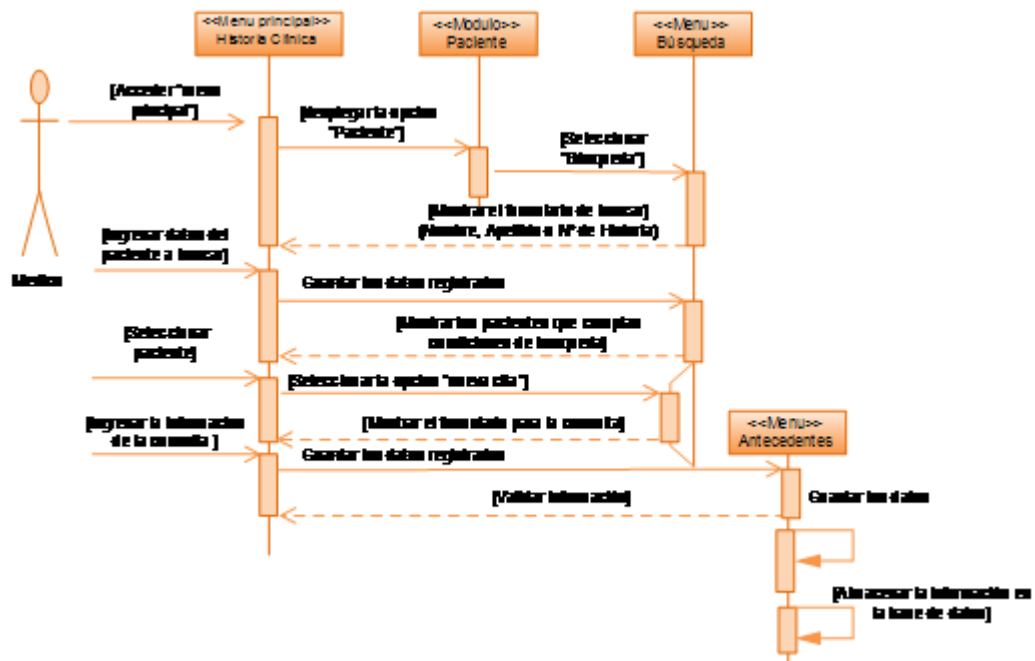 <<Menu principal>>
Historia Clínica
<<Modulo>>
Paciente
<<Menu>>
Búsqueda
[Acceder "menu
principal"]
[Desplegar la opcion
"Paciente"]
[Seleccionar
"Búsqueda"]
[Mostrar el formulario de buscar]
(Nombre, Apellido o Nº de Historia)
[Ingresar datos del
paciente a buscar]
Medico
Guardar los datos registrados
[Mostrar los pacientes que cumplan
condiciones de búsqueda]
[Seleccionar
paciente]
[Seleccionar la opcion "nueva cita"]
[Mostrar el formulario para la consulta]
[Ingresar la informacion
de la consulta ]
Guardar los datos registrados
<<Menu>>
Antecedentes
[Validar información]
Guardar los datos
[Almacenar la información en
la base de datos]